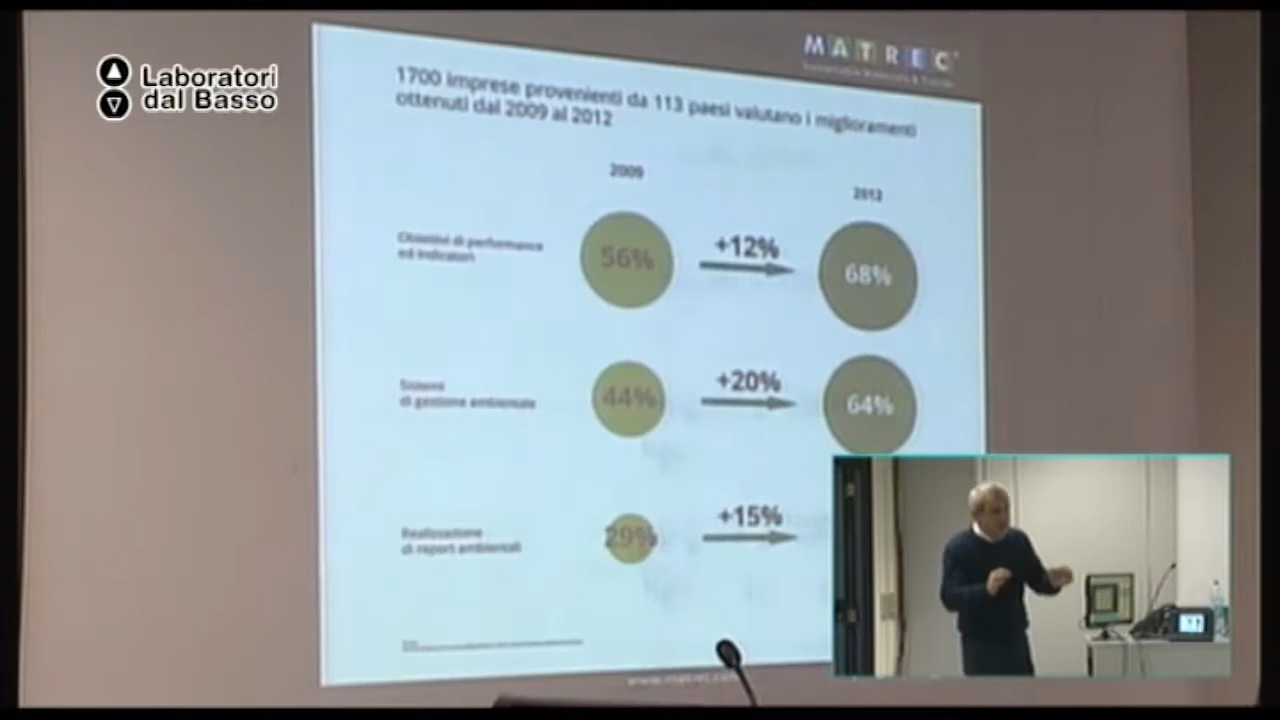 Laboratori
dal Basso
MATREC
1700 imprese provenienti da 113 paesi valutano i miglioramenti
ottenuti dal 2009 al 2012
2009
2012
Obiettivi di performance
ed indicatori
56%
+12%
68%
Sistemi
di gestione ambientale
44%
+20%
64%
Realizzazione
di report ambientali
29%
+15%